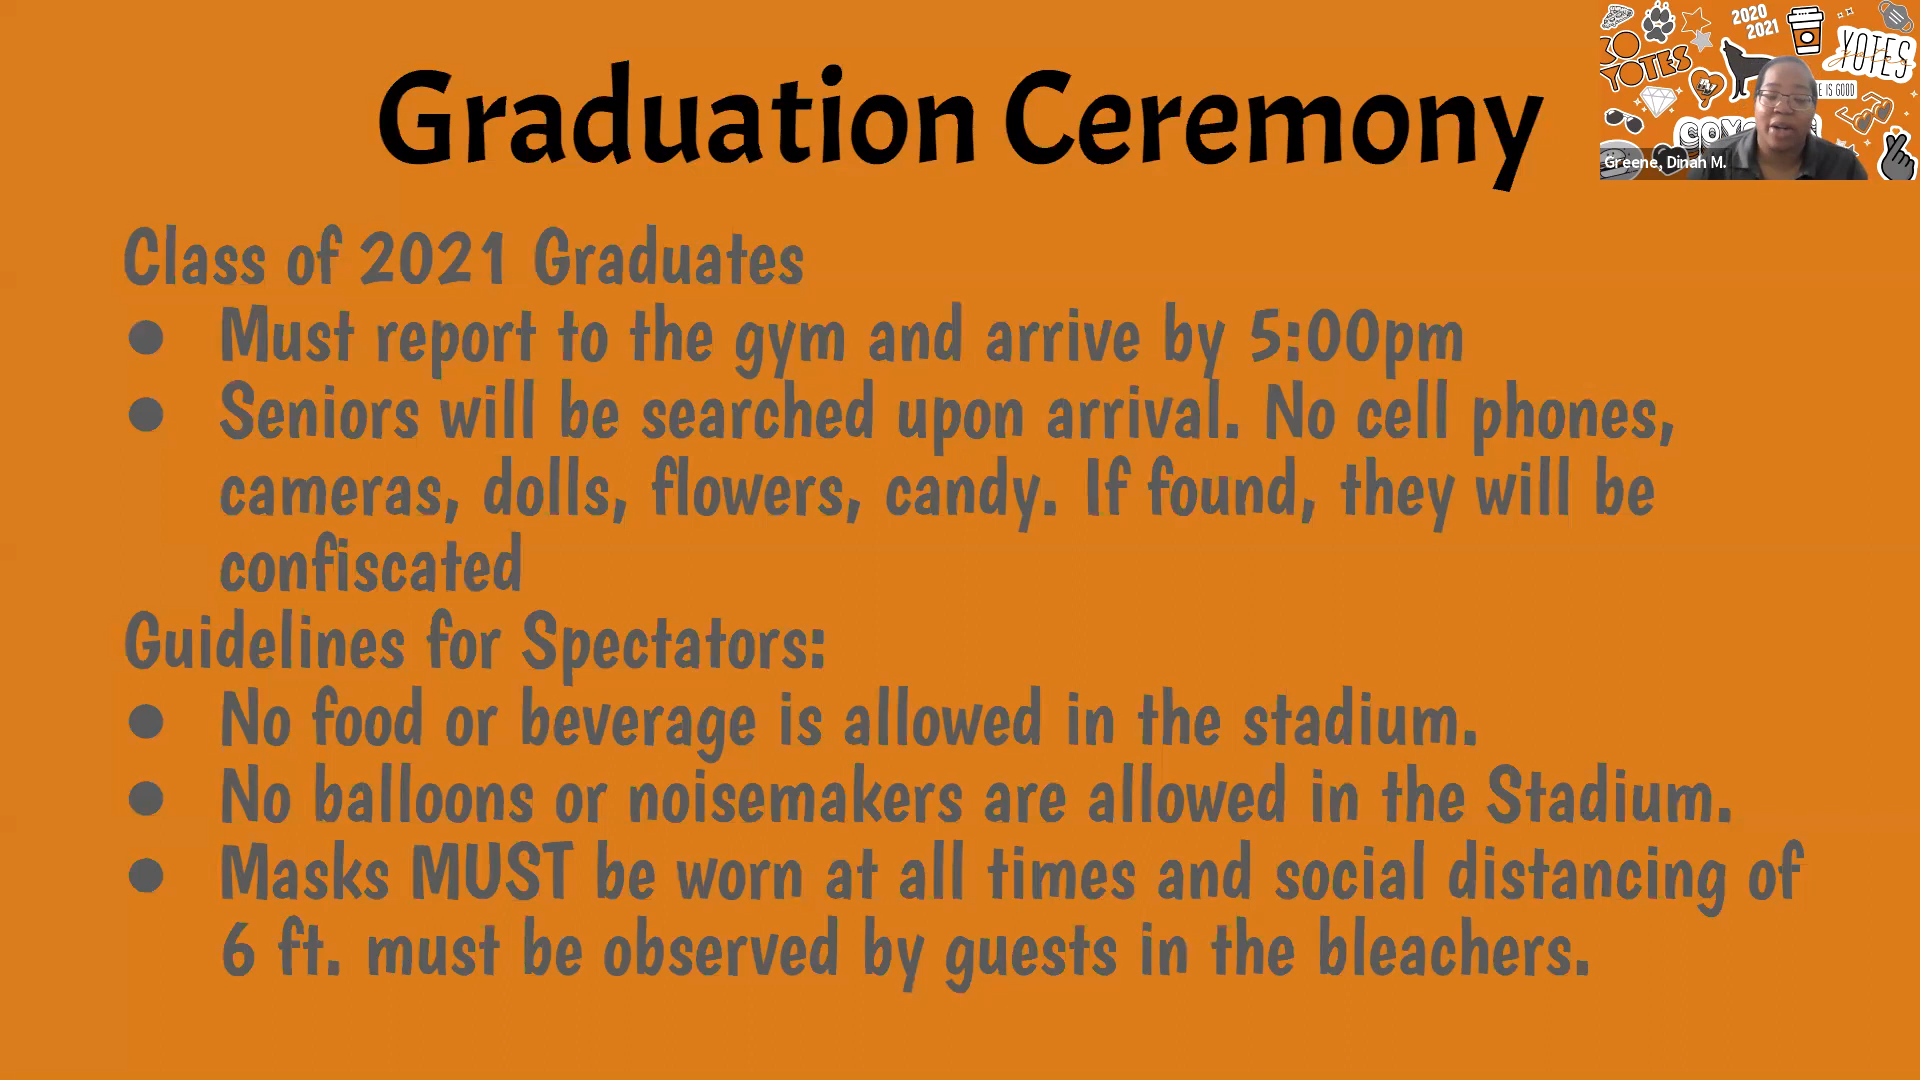 Graduation Ceremony
Class of 2021 Graduates
● Must report to the gym and arrive by 5:00pm
● Seniors will be searched upon arrival. No cell phones,
cameras, dolls, flowers, candy. If found, they will be
confiscated
Guidelines for Spectators:
● No food or beverage is allowed in the stadium.
● No balloons or noisemakers are allowed in the Stadium.
● Masks MUST be worn at all times and social distancing of
6 ft. must be observed by guests in the bleachers.
2020
2021
YOTES
YOTES
IS GOOD
Greene, Dinah M.